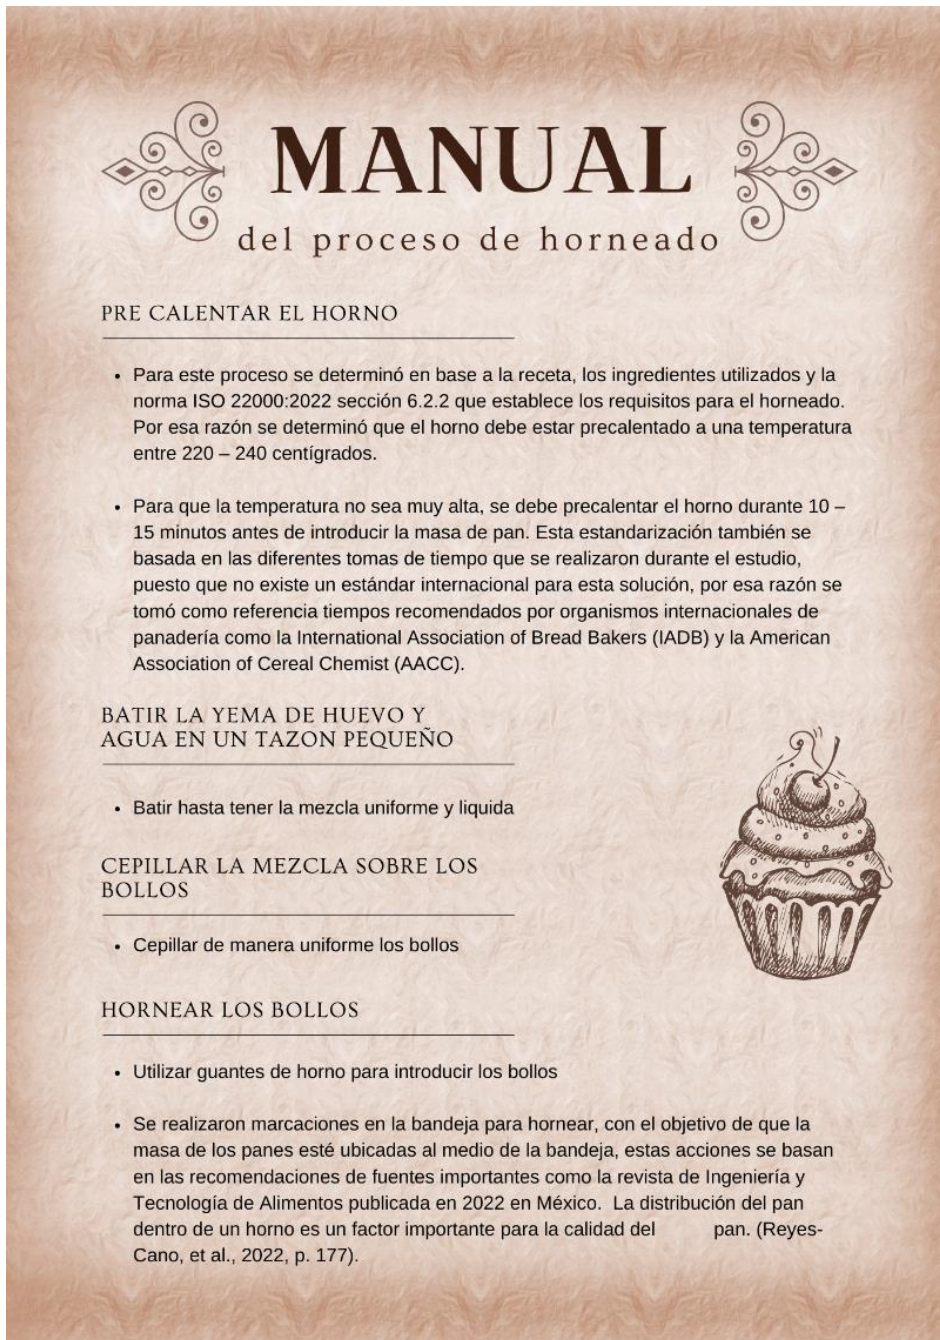 MANUAL
del proceso de horneado
PRE CALENTAR EL HORNO
• Para este proceso se determinó en base a la receta, los ingredientes utilizados y la
norma ISO 22000:2022 sección 6.2.2 que establece los requisitos para el horneado.
Por esa razón se determinó que el horno debe estar precalentado a una temperatura
entre 220 – 240 centígrados.
• Para que la temperatura no sea muy alta, se debe precalentar el horno durante 10 –
15 minutos antes de introducir la masa de pan. Esta estandarización también se
basada en las diferentes tomas de tiempo que se realizaron durante el estudio,
puesto que no existe un estándar internacional para esta solución, por esa razón se
tomó como referencia tiempos recomendados por organismos internacionales de
panadería como la International Association of Bread Bakers (IADB) y la American
Association of Cereal Chemist (AACC).
BATIR LA YEMA DE HUEVO Y
AGUA EN UN TAZON PEQUEÑO
• Batir hasta tener la mezcla uniforme y liquida
CEPILLAR LA MEZCLA SOBRE LOS
BOLLOS
• Cepillar de manera uniforme los bollos
HORNEAR LOS BOLLOS
• Utilizar guantes de horno para introducir los bollos
• Se realizaron marcaciones en la bandeja para hornear, con el objetivo de que la
masa de los panes esté ubicadas al medio de la bandeja, estas acciones se basan
en las recomendaciones de fuentes importantes como la revista de Ingeniería y
Tecnología de Alimentos publicada en 2022 en México.  La distribución del pan
dentro de un horno es un factor importante para la calidad del pan. (Reyes-
Cano, et al., 2022, p. 177).